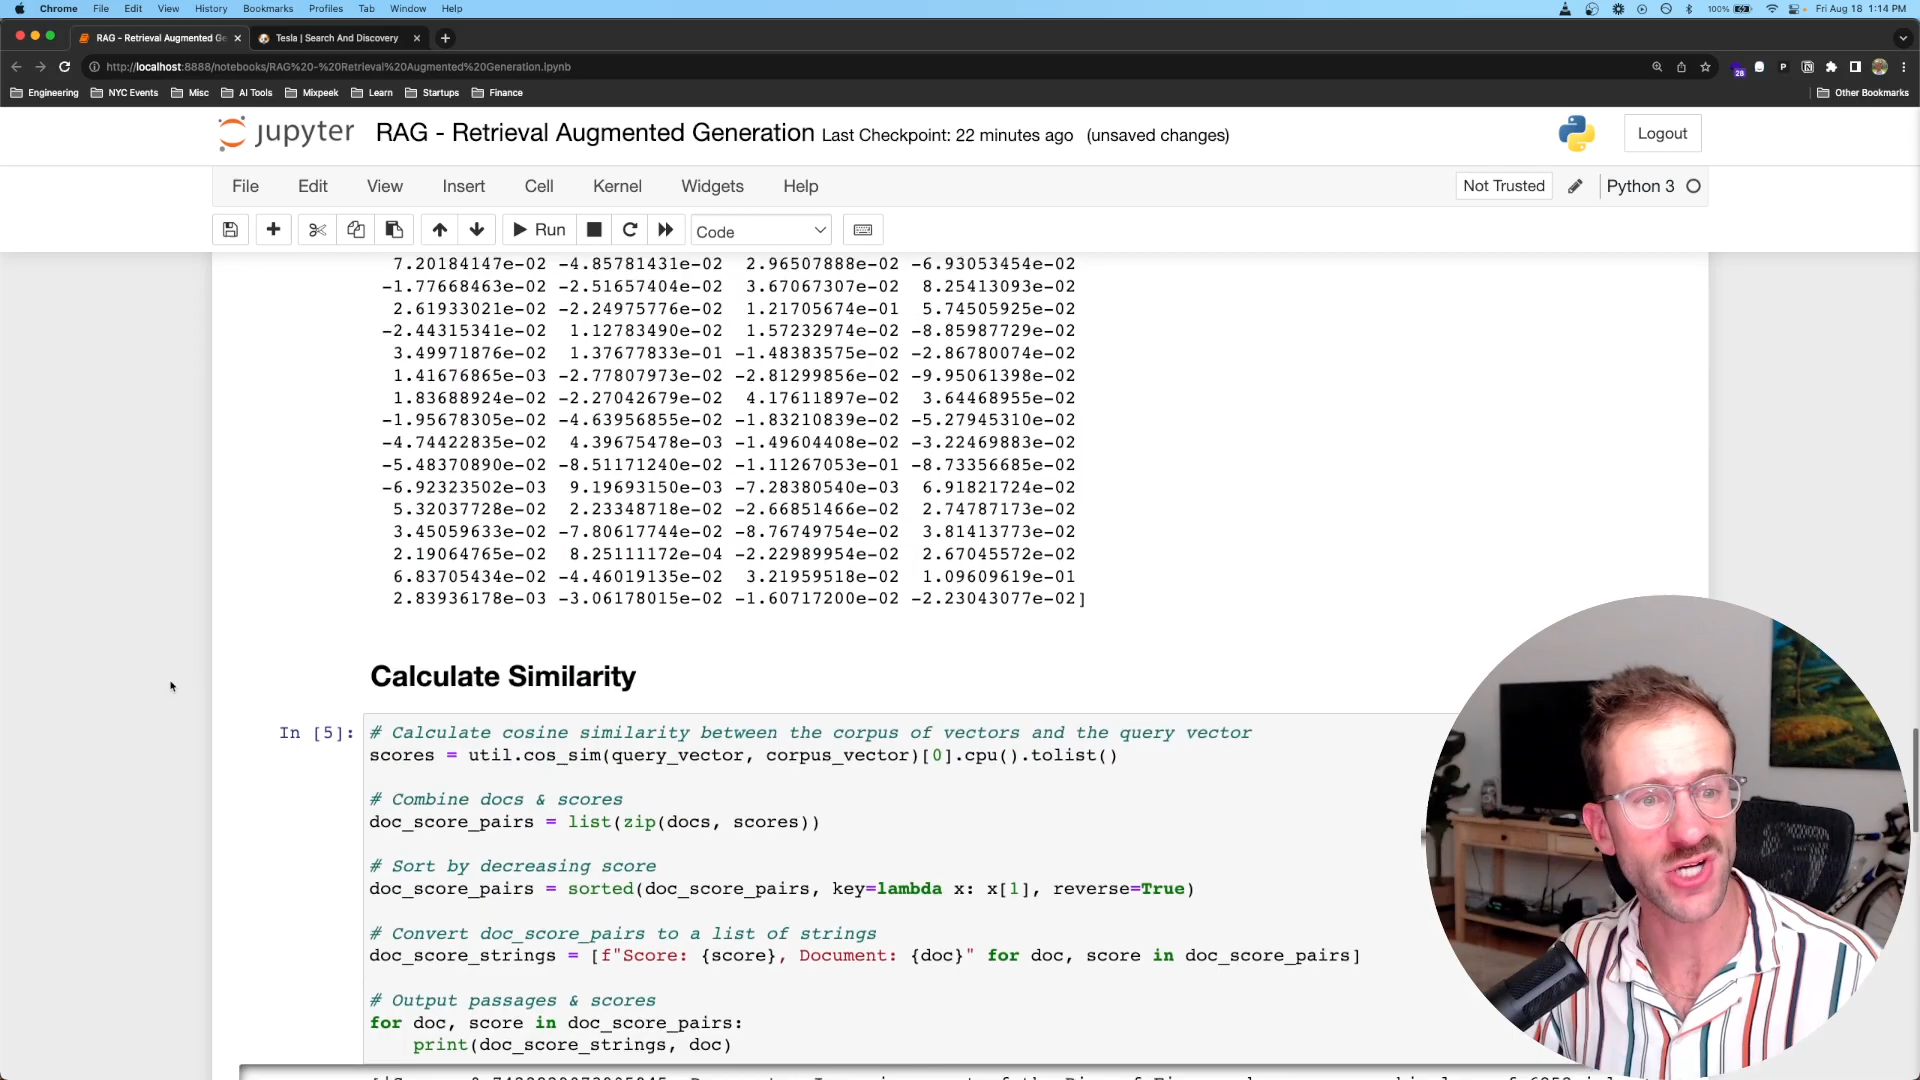 Chrome File Edit View History Bookmarks Profiles Tab Window Help 100% Fri Aug 18 1:14 PM
RAG - Retrieval Augmented Ge Tesla | Search And Discovery
http://localhost:8888/notebooks/RAG%20-%20Retrieval%20Augmented%20Generation.ipynb 28 P
Engineering NYC Events Misc AI Tools Mixpeek Learn Startups Finance Other Bookmarks
jupyter RAG - Retrieval Augmented Generation Last Checkpoint: 22 minutes ago (unsaved changes) Logout
File Edit View Insert Cell Kernel Widgets Help Not Trusted Python 3
Run Code
7.20184147e-02 -4.85781431e-02 2.96507888e-02 -6.93053454e-02
-1.77668463e-02 -2.51657404e-02 3.67067307e-02 8.25413093e-02
2.61933021e-02 -2.24975776e-02 1.21705674e-01 5.74505925e-02
-2.44315341e-02 1.12783490e-02 1.57232974e-02 -8.85987729e-02
3.49971876e-02 1.37677833e-01 -1.48383575e-02 -2.86780074e-02
1.41676865e-03 -2.77807973e-02 -2.81299856e-02 -9.95061398e-02
1.83688924e-02 -2.27042679e-02 4.17611897e-02 3.64468955e-02
-1.95678305e-02 -4.63956855e-02 -1.83210839e-02 -5.27945310e-02
-4.74422835e-02 4.39675478e-03 -1.49604408e-02 -3.22469883e-02
-5.48370890e-02 -8.51171240e-02 -1.11267053e-01 -8.73356685e-02
-6.92323502e-03 9.19693150e-03 -7.28380540e-03 6.91821724e-02
5.32037728e-02 2.23348718e-02 -2.66851466e-02 2.74787173e-02
3.45059633e-02 -7.80617744e-02 -8.76749754e-02 3.81413773e-02
2.19064765e-02 8.25111172e-04 -2.22989954e-02 2.67045572e-02
6.83705434e-02 -4.46019135e-02 3.21959518e-02 1.09609619e-01
2.83936178e-03 -3.06178015e-02 -1.60717200e-02 -2.23043077e-02]
Calculate Similarity
In [5]: # Calculate cosine similarity between the corpus of vectors and the query vector
scores = util.cos_sim(query_vector, corpus_vector)[0].cpu().tolist()
# Combine docs & scores
doc_score_pairs = list(zip(docs, scores))
# Sort by decreasing score
doc_score_pairs = sorted(doc_score_pairs, key=lambda x: x[1], reverse=True)
# Convert doc_score_pairs to a list of strings
doc_score_strings = [f"Score: {score}, Document: {doc}" for doc, score in doc_score_pairs]
# Output passages & scores
for doc, score in doc_score_pairs:
print(doc_score_strings, doc)